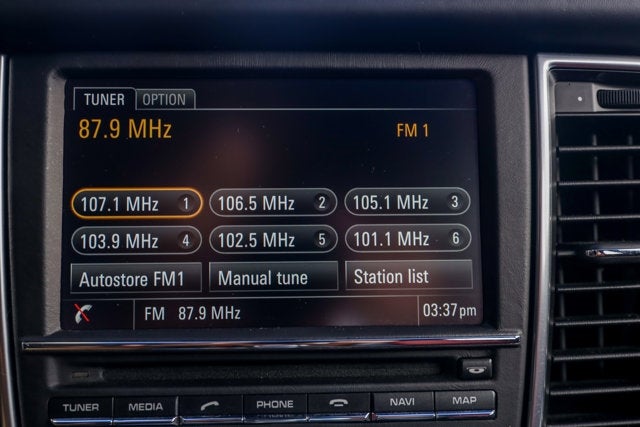 TUNER OPTION
87.9 MHz FM 1
107.1 MHz 1 106.5 MHz 2 105.1 MHz 3
103.9 MHz 4 102.5 MHz 5 101.1 MHz 6
Autostore FM1 Manual tune Station list
FM 87.9 MHz 03:37pm
TUNER MEDIA PHONE NAVI MAP